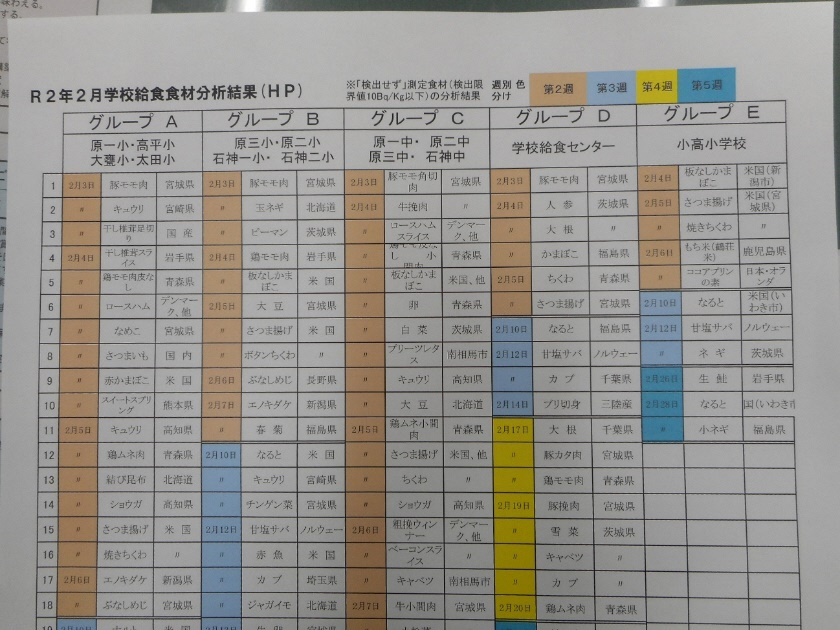 味わえる。
する。
R2年2月学校給食食材分析結果(HP)
※「検出せず」測定食材(検出限 週別 色 第2週 第3週 第4週 第5週
界値10Bq/Kg以下)の分析結果 分け
グループ A グループ B グループ C グループ D グループ E
原一小・高平小 原三小・原二小 原一中・ 原二中 学校給食センター 小高小学校
大甕小・太田小 石神一小・ 石神二小 原三中・ 石神中
1 2月3日 豚モモ肉 宮城県 2月3日 豚モモ肉 宮城県 2月3日 豚モモ角切肉 宮城県 2月3日 豚モモ肉 宮城県 2月4日 板なしかまぼこ 米国(新潟市)
2 〃 キュウリ 宮崎県 〃 玉ネギ 北海道 2月4日 牛挽肉 〃 2月4日 人参 茨城県 2月5日 さつま揚げ 米国(宮城県)
3 〃 干し椎茸足切り 国産 〃 ピーマン 茨城県 〃 ロースハムスライス デンマーク、他 〃 大根 〃 〃 焼きちくわ 〃
4 2月4日 干し椎茸スライス 岩手県 2月4日 鶏モモ肉 岩手県 〃 青森県 〃 かまぼこ 福島県 2月6日 もち米(鶴荘米) 鹿児島県
5 〃 鶏モモ肉皮なし 青森県 〃 板なしかまぼこ 米国 〃 板なしかまぼこ 米国、他 2月5日 ちくわ 青森県 〃 ココアプリンの素 日本・オランダ
6 〃 ロースハム デンマーク、他 2月5日 大豆 宮城県 〃 卵 青森県 〃 さつま揚げ 宮城県 2月10日 なると 米国(いわき市)
7 〃 なめこ 宮城県 〃 さつま揚げ 米国 〃 白菜 茨城県 2月10日 なると 福島県 2月12日 甘塩サバ ノルウェー
8 〃 さつまいも 国内 〃 ボタンちくわ 〃 〃 プリーツレタス 南相馬市 2月12日 甘塩サバ ノルウェー 〃 ネギ 茨城県
9 〃 赤かまぼこ 米国 2月6日 ぶなしめじ 長野県 〃 キュウリ 高知県 〃 カブ 千葉県 2月26日 生鮭 岩手県
10 〃 スイートスプリング 熊本県 2月7日 エノキダケ 新潟県 〃 大豆 北海道 2月14日 ブリ切身 三陸産 2月28日 なると 国(いわき市
11 2月5日 キュウリ 高知県 〃 春菊 福島県 2月5日 鶏ムネ小間肉 青森県 2月17日 大根 千葉県 〃 小ネギ 福島県
12 〃 鶏ムネ肉 青森県 2月10日 なると 米国 〃 さつま揚げ 米国、他 〃 豚カタ肉 宮城県
13 〃 結び昆布 北海道 〃 キュウリ 宮崎県 〃 ちくわ 〃 〃 鶏モモ肉 青森県
14 〃 ショウガ 高知県 〃 チンゲン菜 宮城県 〃 ショウガ 高知県 2月19日 豚挽肉 宮城県
15 〃 さつま揚げ 米国 2月12日 甘塩サバ ノルウェー 2月6日 粗挽ウィンナー デンマーク、他 〃 雪菜 茨城県
16 〃 焼きちくわ 〃 〃 赤魚 米国 〃 ベーコンスライス 〃 〃 キャベツ 〃
17 2月6日 エノキダケ 新潟県 〃 カブ 埼玉県 〃 キャベツ 南相馬市 〃 カブ 〃
18 〃 ぶなしめじ 宮城県 〃 ジャガイモ 北海道 2月7日 牛小間肉 宮城県 2月20日 鶏ムネ肉 青森県